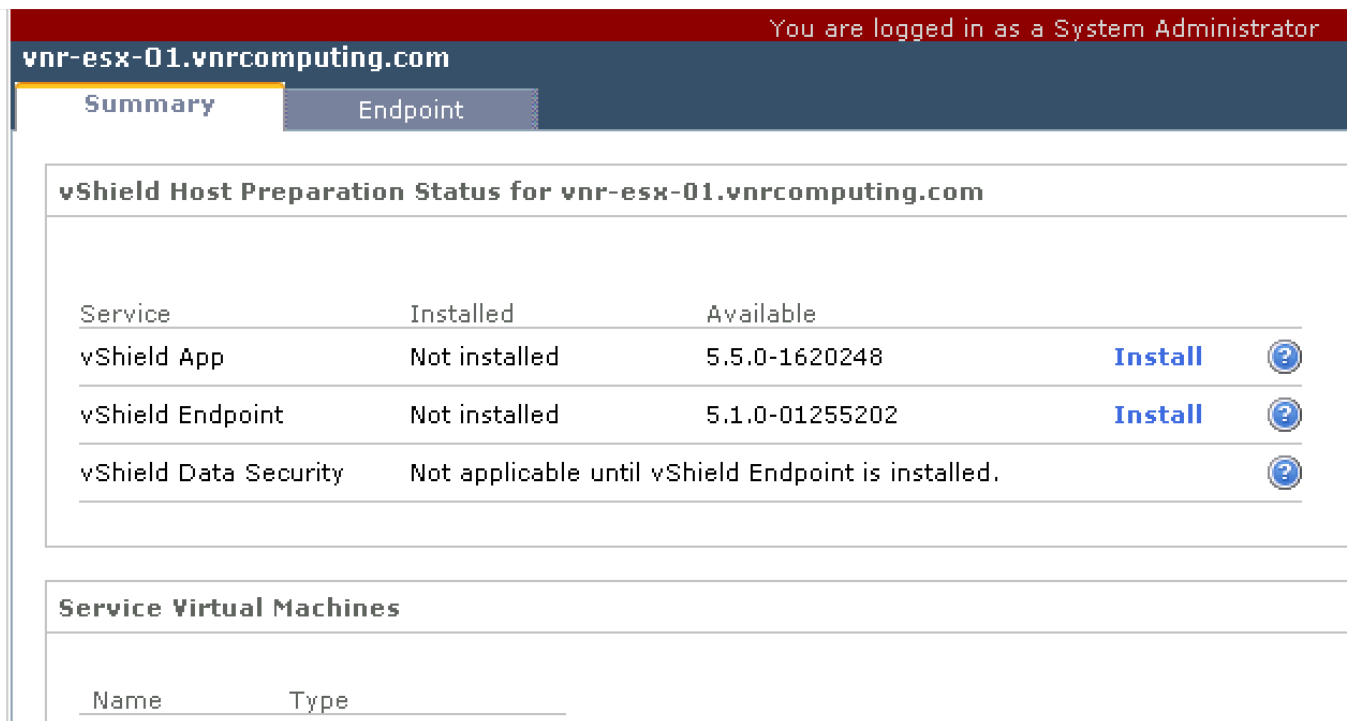 You are logged in as a System Administrator
vnr-esx-01.vnrcomputing.com
Summary Endpoint
vShield Host Preparation Status for vnr-esx-01.vnrcomputing.com
Service Installed Available
vShield App Not installed 5.5.0-1620248 Install ?
vShield Endpoint Not installed 5.1.0-01255202 Install ?
vShield Data Security Not applicable until vShield Endpoint is installed. ?
Service Virtual Machines
Name Type